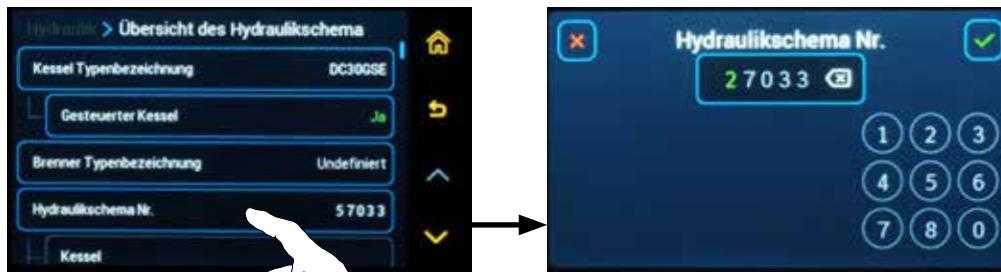 Hydraulik > Übersicht des Hydraulikschema
Kessel Typenbezeichnung DC30GSE
Gesteuerter Kessel Ja
Brenner Typenbezeichnung Undefiniert
Hydraulikschema Nr. 57033
Kessel
Hydraulikschema Nr.
27033
1 2 3
4 5 6
7 8 0